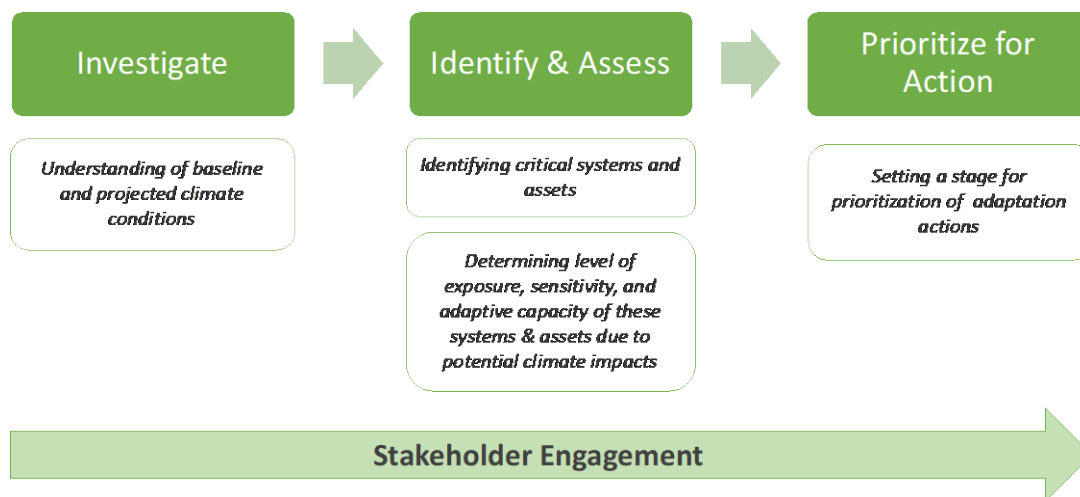 Investigate
Identify & Assess
Prioritize for
Action
Understanding of baseline
and projected climate
conditions
Identifying critical systems and
assets
Determining level of
exposure, sensitivity, and
adaptive capacity of these
systems & assets due to
potential climate impacts
Setting a stage for
prioritization of adaptation
actions
Stakeholder Engagement